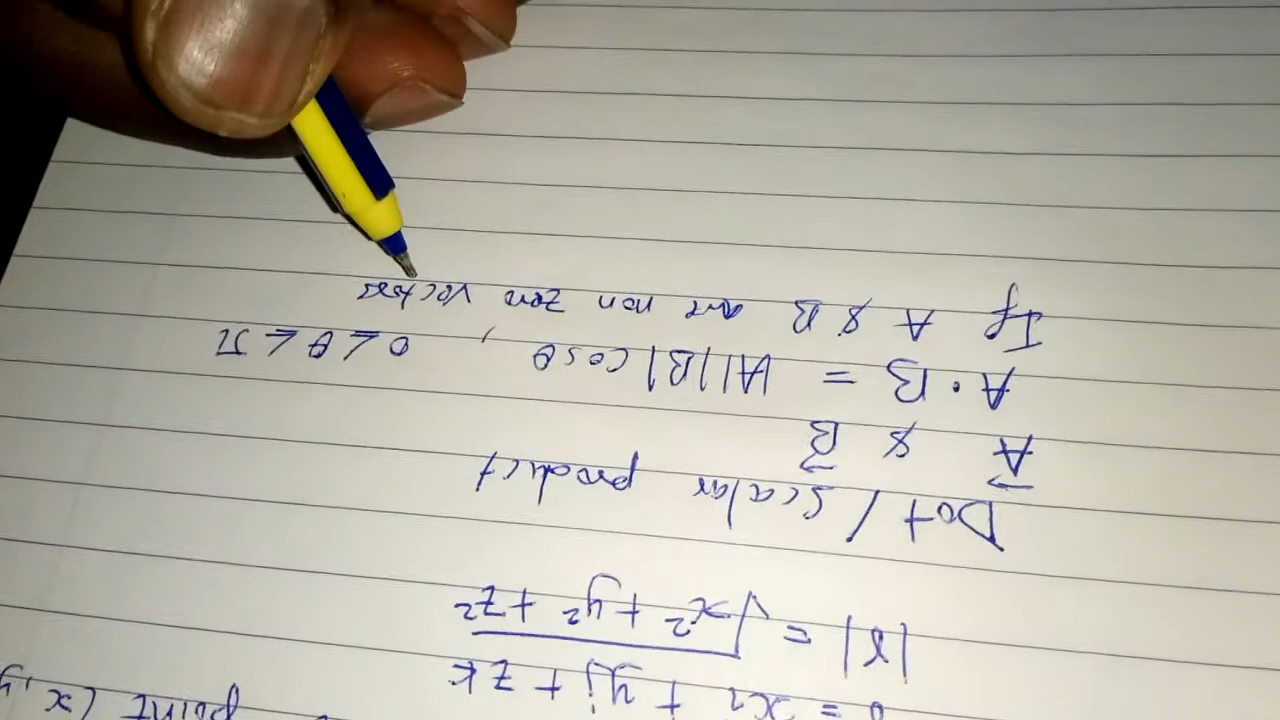 point (x,y
= xi + yj + zk
|r| = √x² + y² + z²
Dot / Scalar product
A⃗ & B⃗
A · B = |A||B| cosθ , 0 < θ < π
If A & B are non zero vectors